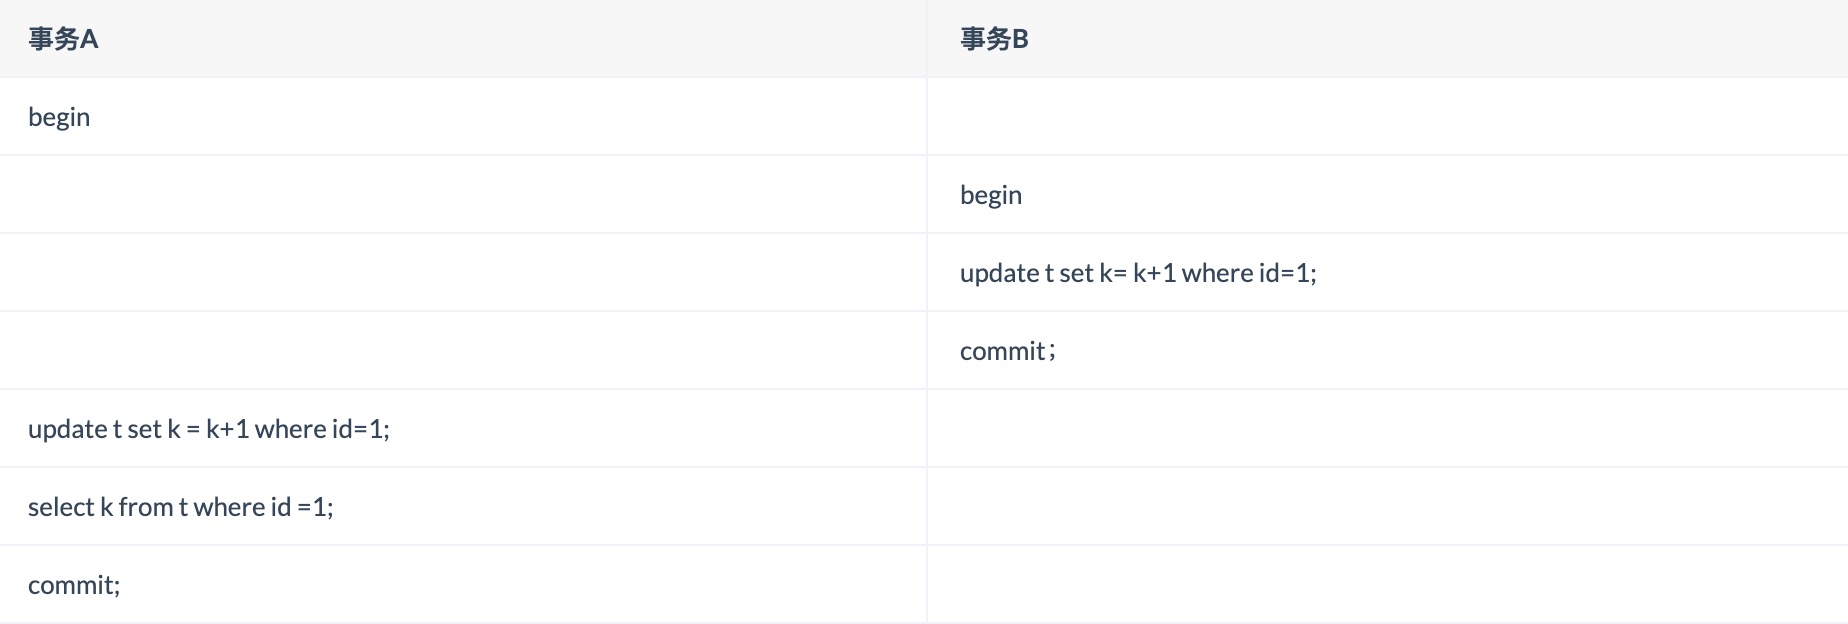 事务A 事务B
begin
begin
update t set k= k+1 where id=1;
commit；
update t set k = k+1 where id=1;
select k from t where id =1;
commit;